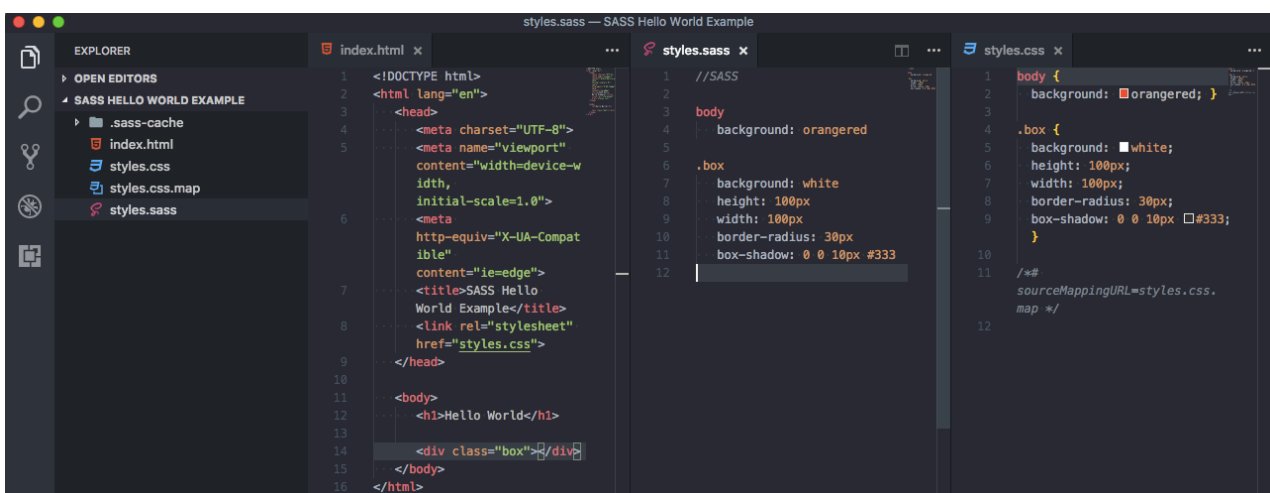 styles.sass — SASS Hello World Example
EXPLORER
OPEN EDITORS
SASS HELLO WORLD EXAMPLE
.sass-cache
index.html
styles.css
styles.css.map
styles.sass
index.html ×
1 <!DOCTYPE html>
2 <html lang="en">
3 <head>
4 <meta charset="UTF-8">
5 <meta name="viewport"
content="width=device-w
idth,
initial-scale=1.0">
6 <meta
http-equiv="X-UA-Compat
ible"
content="ie=edge">
7 <title>SASS Hello
World Example</title>
8 <link rel="stylesheet"
href="styles.css">
9 </head>
10
11 <body>
12 <h1>Hello World</h1>
13
14 <div class="box"></div>
15 </body>
16 </html>
styles.sass ×
1 //SASS
2
3 body
4 background: orangered
5
6 .box
7 background: white
8 height: 100px
9 width: 100px
10 border-radius: 30px
11 box-shadow: 0 0 10px #333
12
styles.css ×
1 body {
2 background: orangered; }
3
4 .box {
5 background: white;
6 height: 100px;
7 width: 100px;
8 border-radius: 30px;
9 box-shadow: 0 0 10px #333;
}
10
11 /*#
sourceMappingURL=styles.css.
map */
12